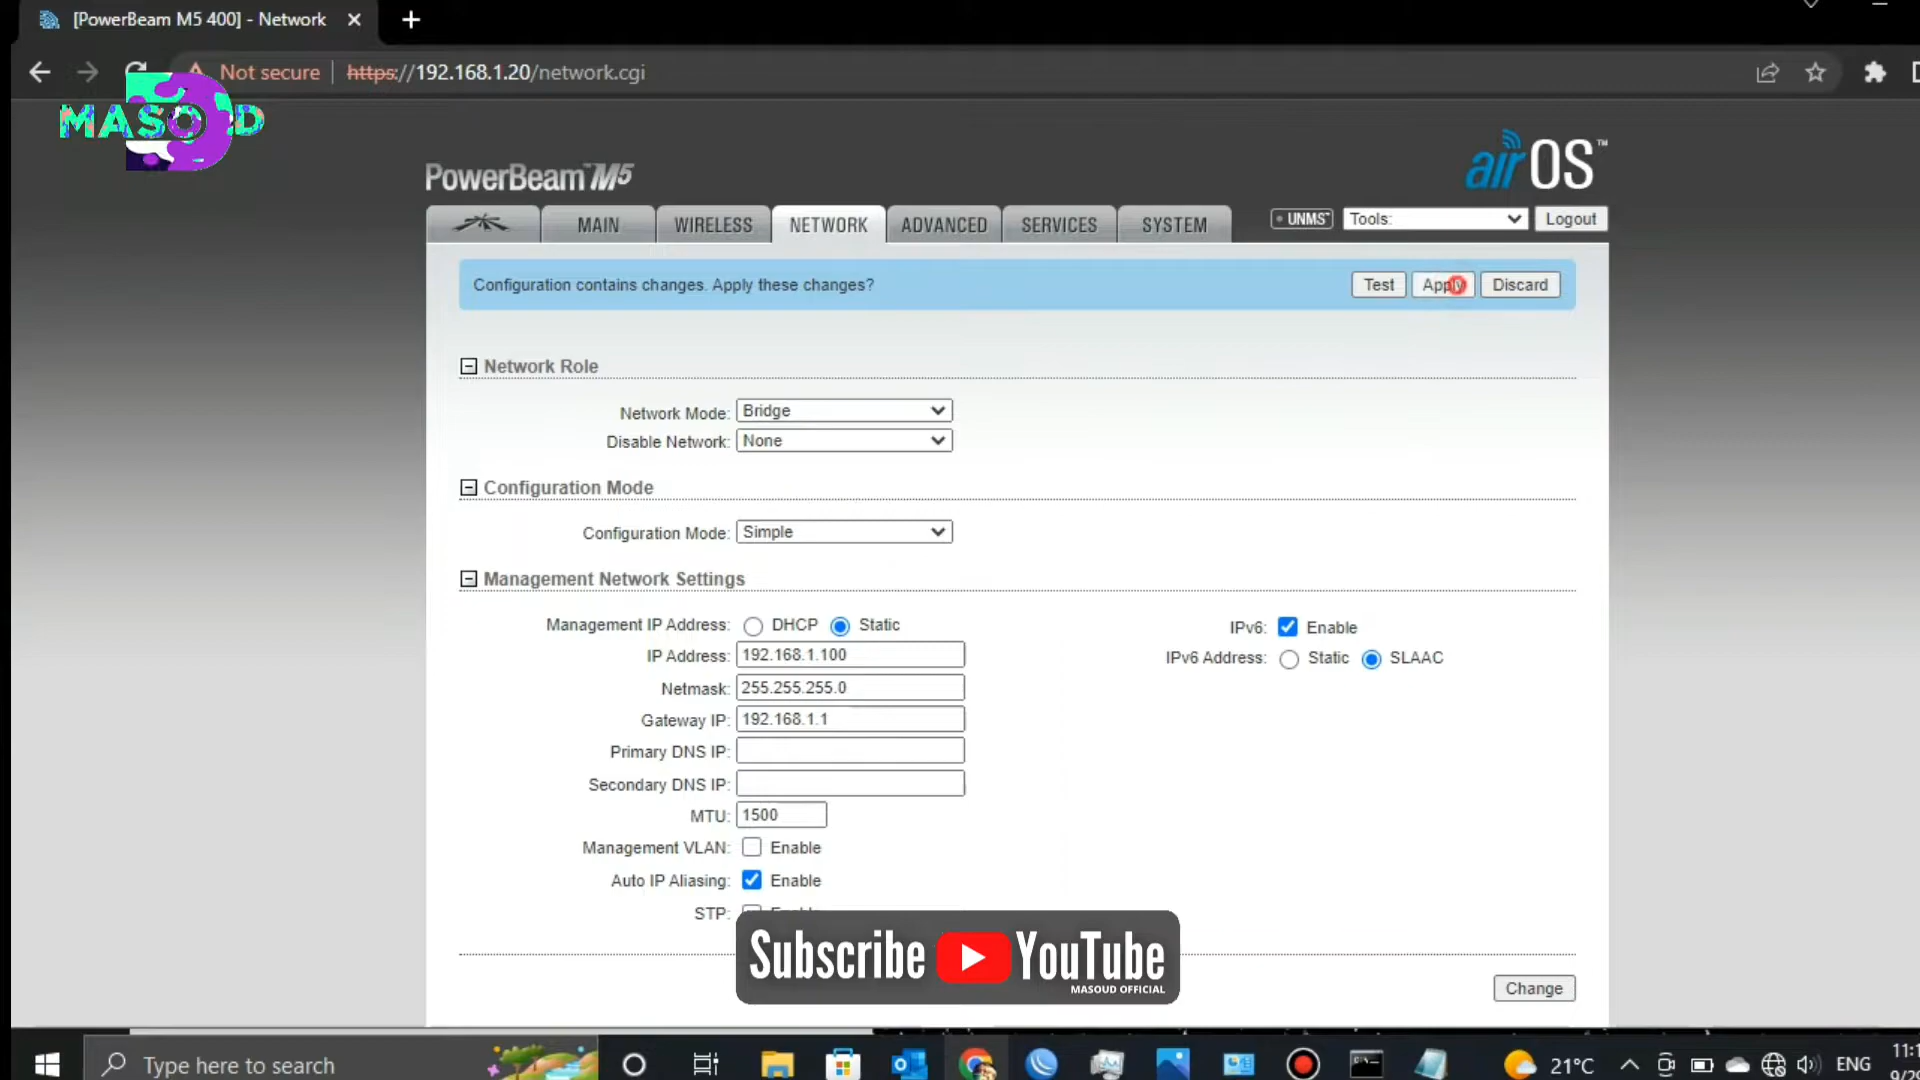 [PowerBeam M5 400] - Network
Not secure | https://192.168.1.20/network.cgi
MASOUD
PowerBeam™ M5
airOS™
MAIN WIRELESS NETWORK ADVANCED SERVICES SYSTEM UNMS™ Tools: Logout
Configuration contains changes. Apply these changes? Test Apply Discard
Network Role
Network Mode: Bridge
Disable Network: None
Configuration Mode
Configuration Mode: Simple
Management Network Settings
Management IP Address: DHCP Static IPv6: Enable
IP Address: 192.168.1.100 IPv6 Address: Static SLAAC
Netmask: 255.255.255.0
Gateway IP: 192.168.1.1
Primary DNS IP:
Secondary DNS IP:
MTU: 1500
Management VLAN: Enable
Auto IP Aliasing: Enable
STP:
Subscribe YouTube
MASOUD OFFICIAL
Change
Type here to search
21°C ENG